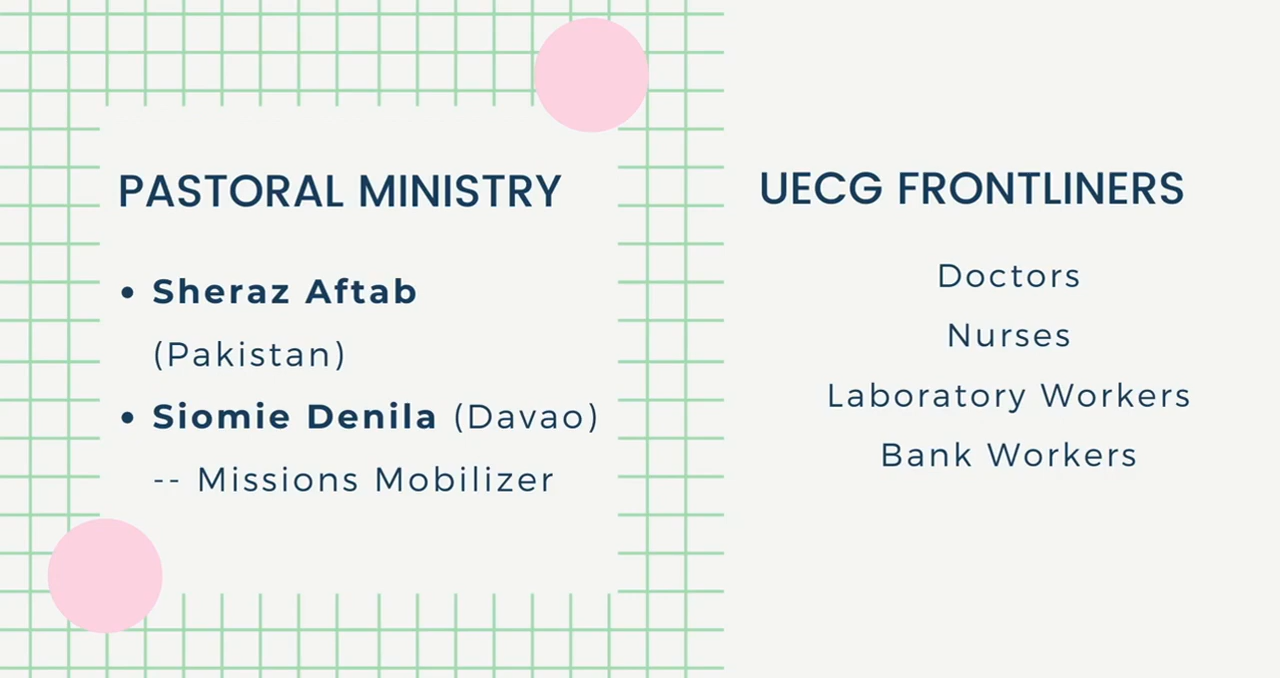 PASTORAL MINISTRY
• Sheraz Aftab
(Pakistan)
• Siomie Denila (Davao)
-- Missions Mobilizer
UECG FRONTLINERS
Doctors
Nurses
Laboratory Workers
Bank Workers